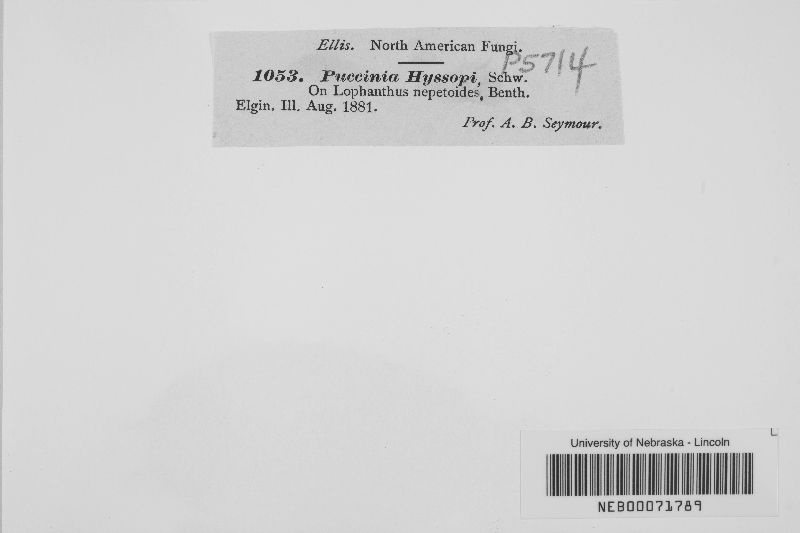 Ellis. North American Fungi.
P5714
1053. Puccinia Hyssopi, Schw.
On Lophanthus nepetoides, Benth.
Elgin, Ill. Aug. 1881.
Prof. A. B. Seymour.
University of Nebraska - Lincoln
NEB00071789